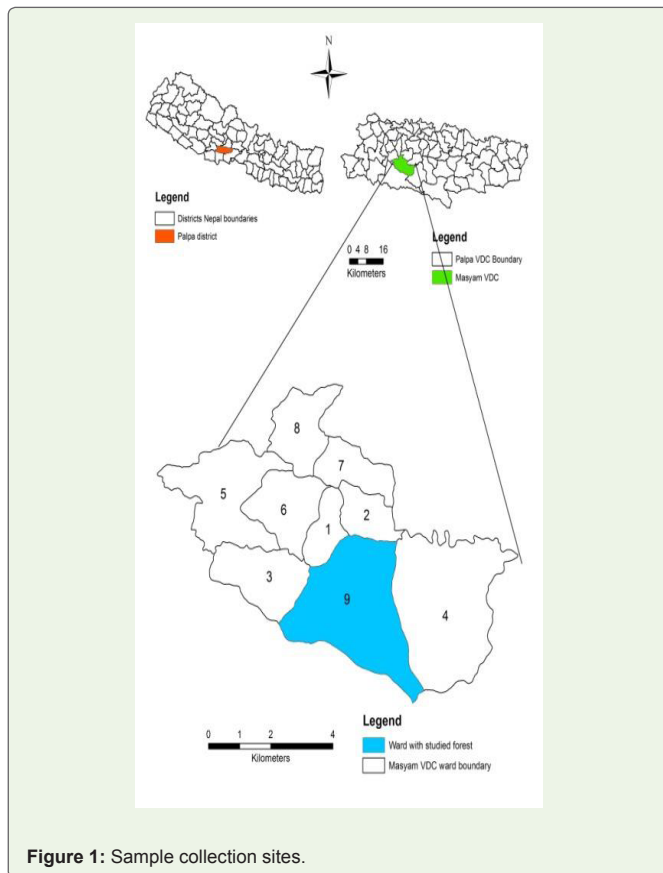 N
Legend
Districts Nepal boundaries
Palpa district
0 4 8 16
Kilometers
Legend
Palpa VDC Boundary
Masyam VDC
8
7
5
6
2
1
3
9
4
0 1 2 4
Kilometers
Legend
Ward with studied forest
Masyam VDC ward boundary
Figure 1: Sample collection sites.